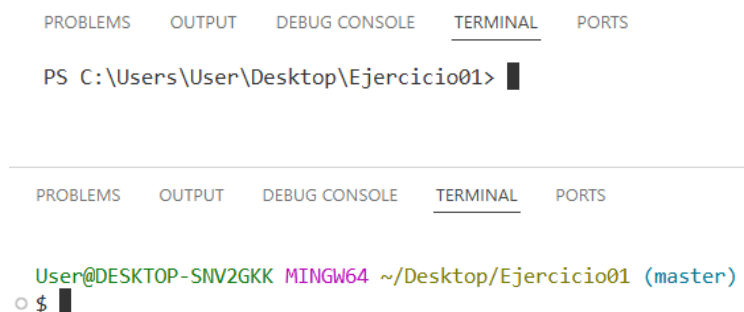 PROBLEMS OUTPUT DEBUG CONSOLE TERMINAL PORTS
PS C:\Users\User\Desktop\Ejercicio01>
PROBLEMS OUTPUT DEBUG CONSOLE TERMINAL PORTS
User@DESKTOP-SNV2GKK MINGW64 ~/Desktop/Ejercicio01 (master)
$